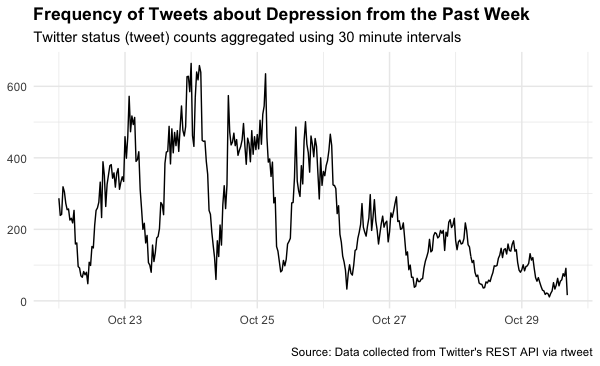 Frequency of Tweets about Depression from the Past Week
Twitter status (tweet) counts aggregated using 30 minute intervals
600
400
200
0
Oct 23 Oct 25 Oct 27 Oct 29
Source: Data collected from Twitter's REST API via rtweet